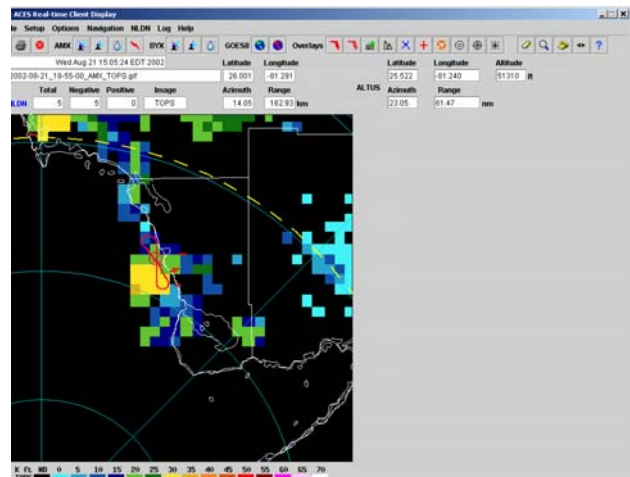 ACES Real-time Client Display
Setup Options Navigation NLDN Log Help
AMX BYX GOES8 Overlays ?
Wed Aug 21 15:05:24 EDT 2002 Latitude Longitude Latitude Longitude Altitude
2002-08-21_18-55-00_AMX_TOPS.gif 26.001 -81.291 25.522 -81.240 51310 ft
Total Negative Positive Image Azimuth Range ALTUS Azimuth Range
NLDN 5 5 0 TOPS 14.05 162.93 km 23.05 61.47 nm
K Ft. ND 0 5 10 15 20 25 30 35 40 45 50 55 60 65 70